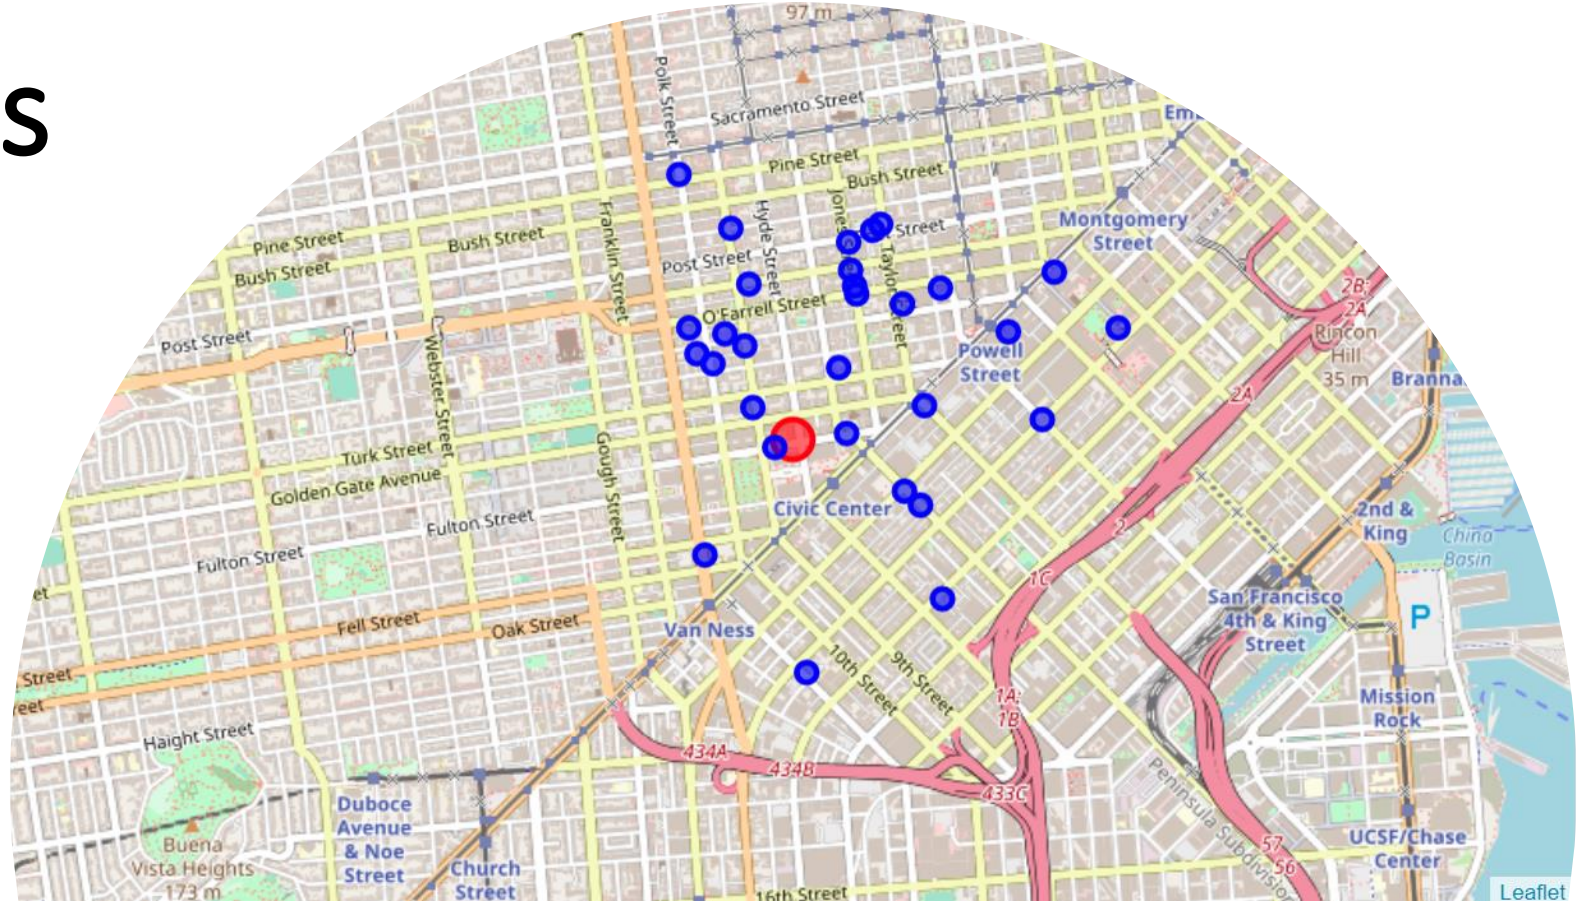 S
97 m
Polk Street
Sacramento Street
Pine Street
Bush Street
Hyde Street
Jones
Street
Taylor
Street
Franklin Street
Pine Street
Bush Street
Bush Street
Post Street
O'Farrell Street
Post Street
Webster Street
Montgomery
Street
Powell
Street
2B;
2A
Rincon
Hill
35 m
2A
Turk Street
Golden Gate Avenue
Gough Street
Fulton Street
Fulton Street
Civic Center
2
2nd &
King
China
Basin
1C
Fell Street
Oak Street
Van Ness
San Francisco
4th & King
Street
P
Street
10th Street
9th Street
1A;
1B
Mission
Rock
Haight Street
434A
434B
433C
Peninsula Subdivision
Duboce
Avenue
& Noe
Street
Church
Street
Buena
Vista Heights
173 m
16th Street
57
56
UCSF/Chase
Center
Leaflet